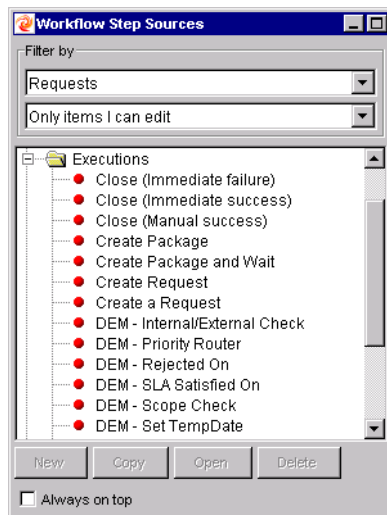 Workflow Step Sources
Filter by
Requests
Only items I can edit
Executions
Close (Immediate failure)
Close (Immediate success)
Close (Manual success)
Create Package
Create Package and Wait
Create Request
Create a Request
DEM - Internal/External Check
DEM - Priority Router
DEM - Rejected On
DEM - SLA Satisfied On
DEM - Scope Check
DEM - Set TempDate
New Copy Open Delete
Always on top